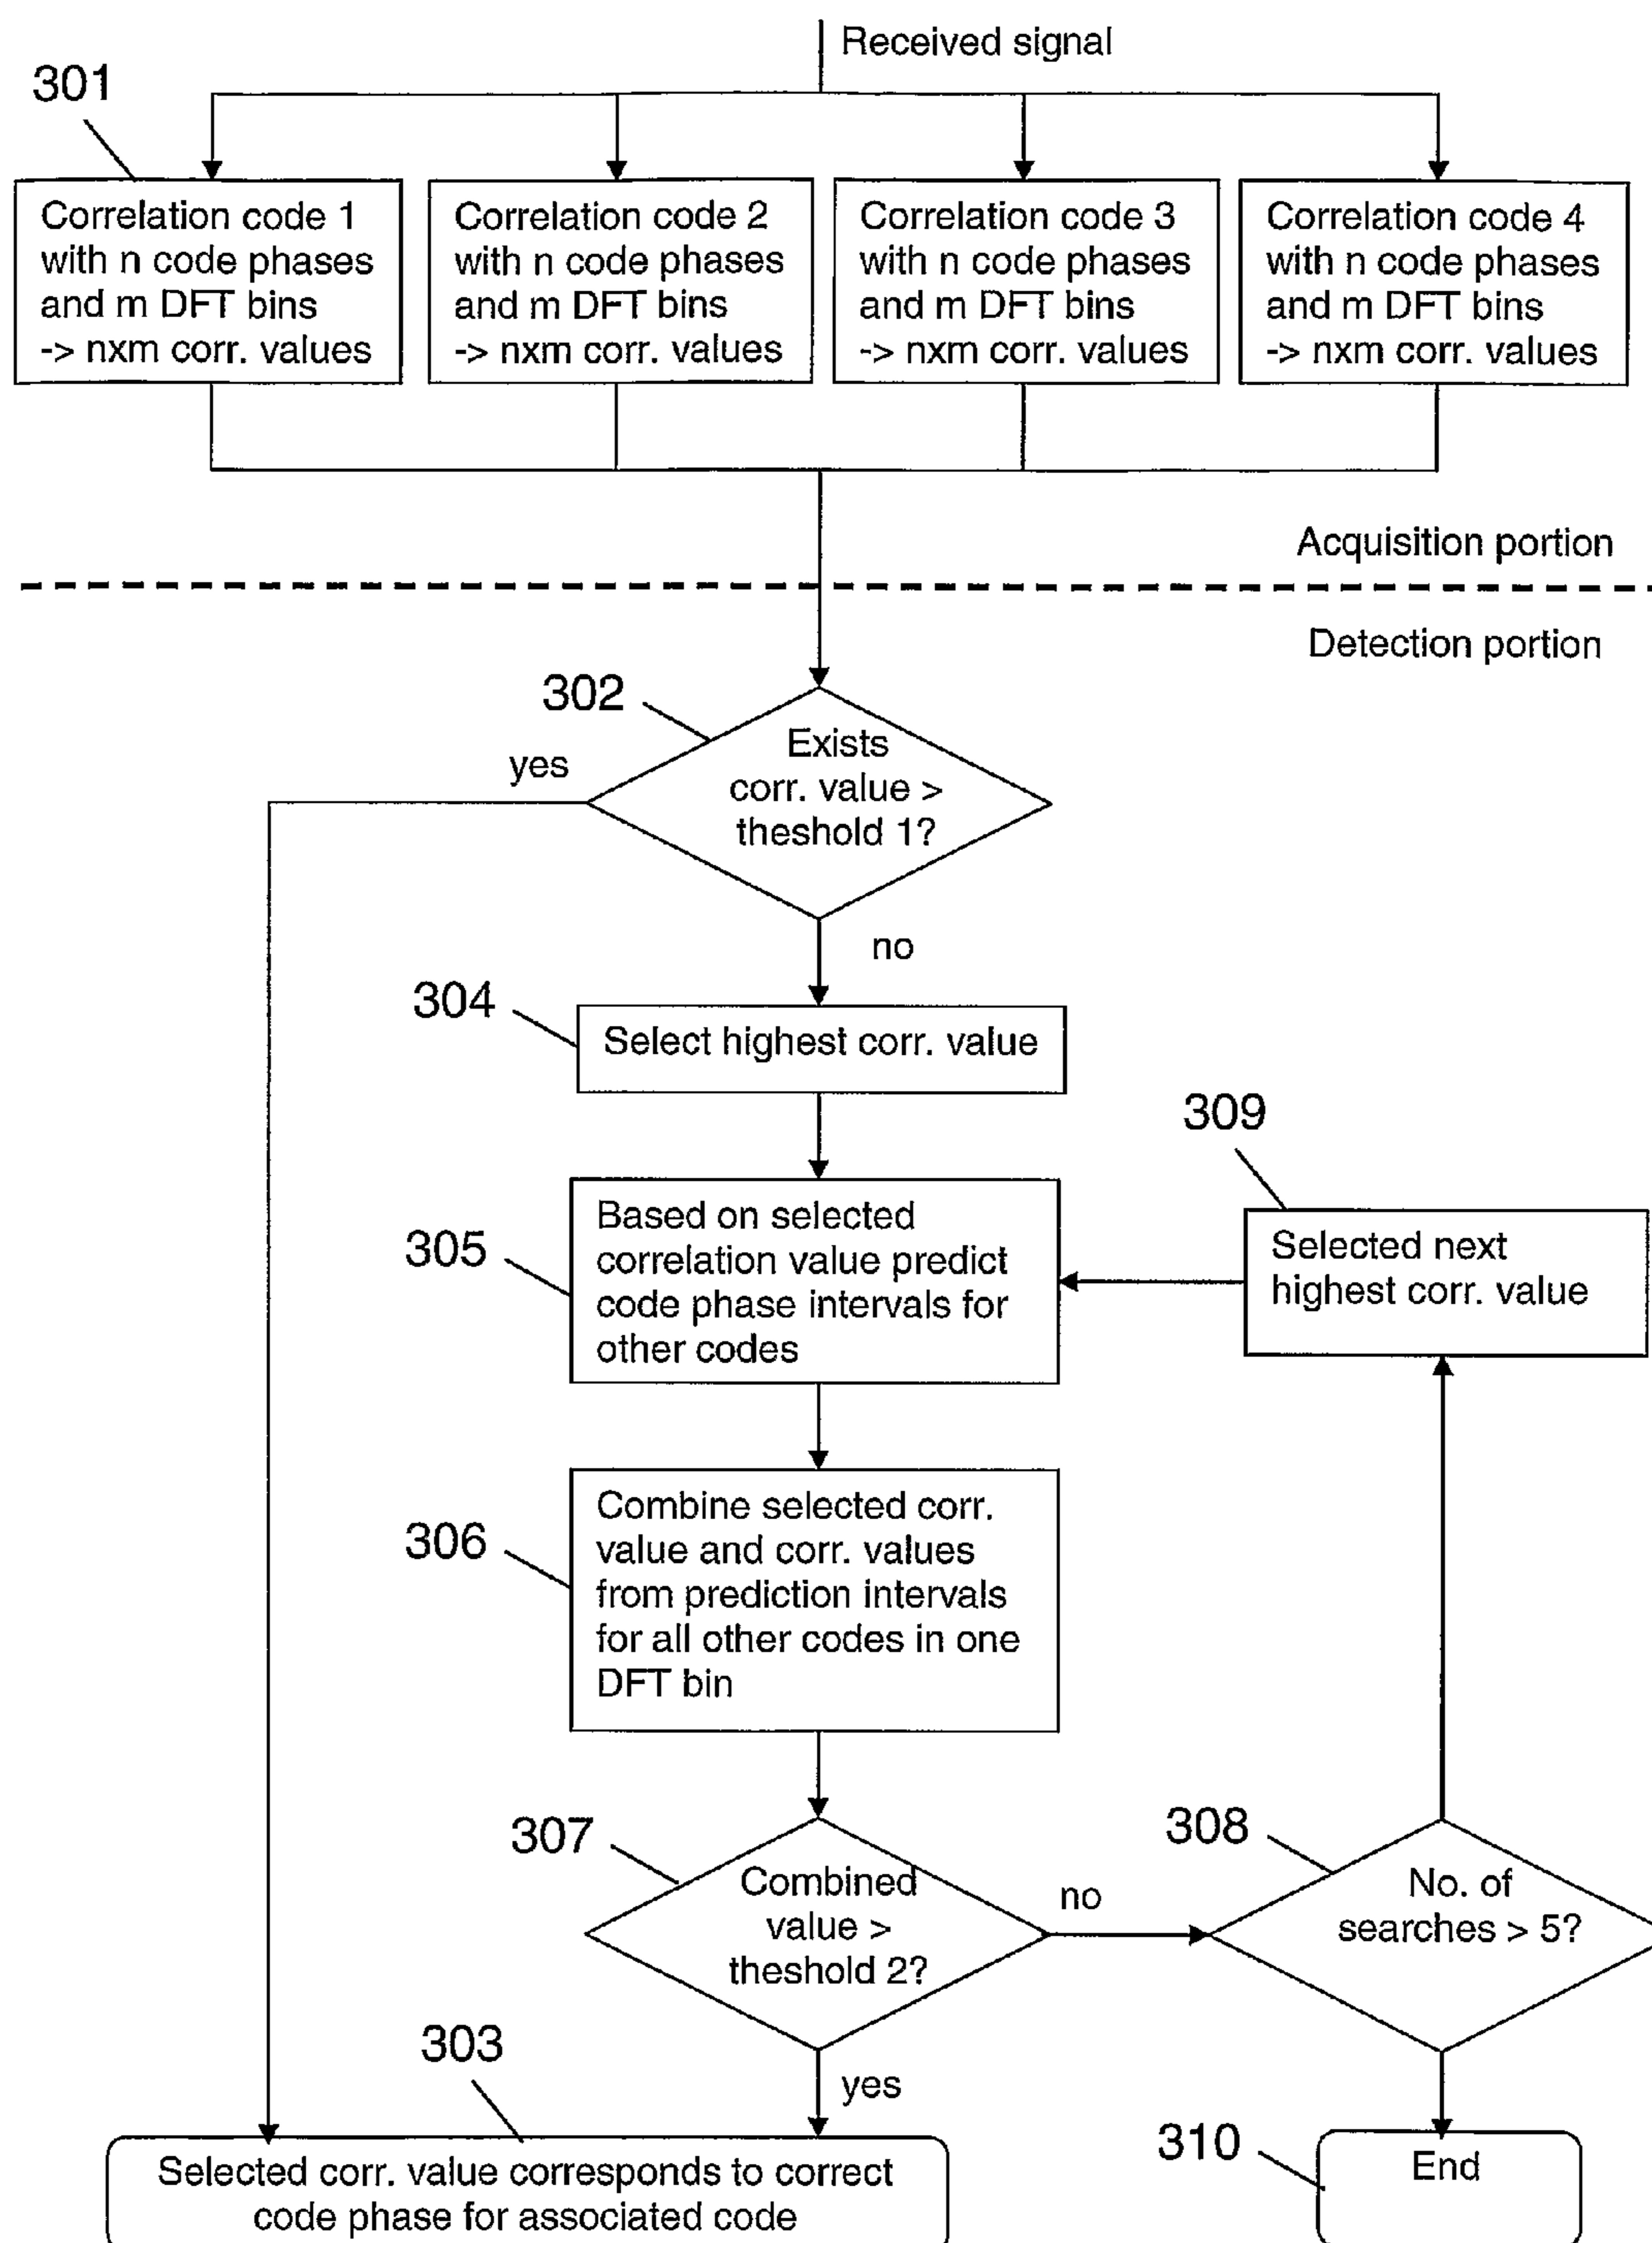 Received signal
301
Correlation code 1
with n code phases
and m DFT bins
-> nxm corr. values
Correlation code 2
with n code phases
and m DFT bins
-> nxm corr. values
Correlation code 3
with n code phases
and m DFT bins
-> nxm corr. values
Correlation code 4
with n code phases
and m DFT bins
-> nxm corr. values
Acquisition portion
Detection portion
302
Exists
corr. value >
theshold 1?
yes
no
304
Select highest corr. value
309
Selected next
highest corr. value
305
Based on selected
correlation value predict
code phase intervals for
other codes
306
Combine selected corr.
value and corr. values
from prediction intervals
for all other codes in one
DFT bin
307
Combined
value >
theshold 2?
no
308
No. of
searches > 5?
yes
303
Selected corr. value corresponds to correct
code phase for associated code
310
End